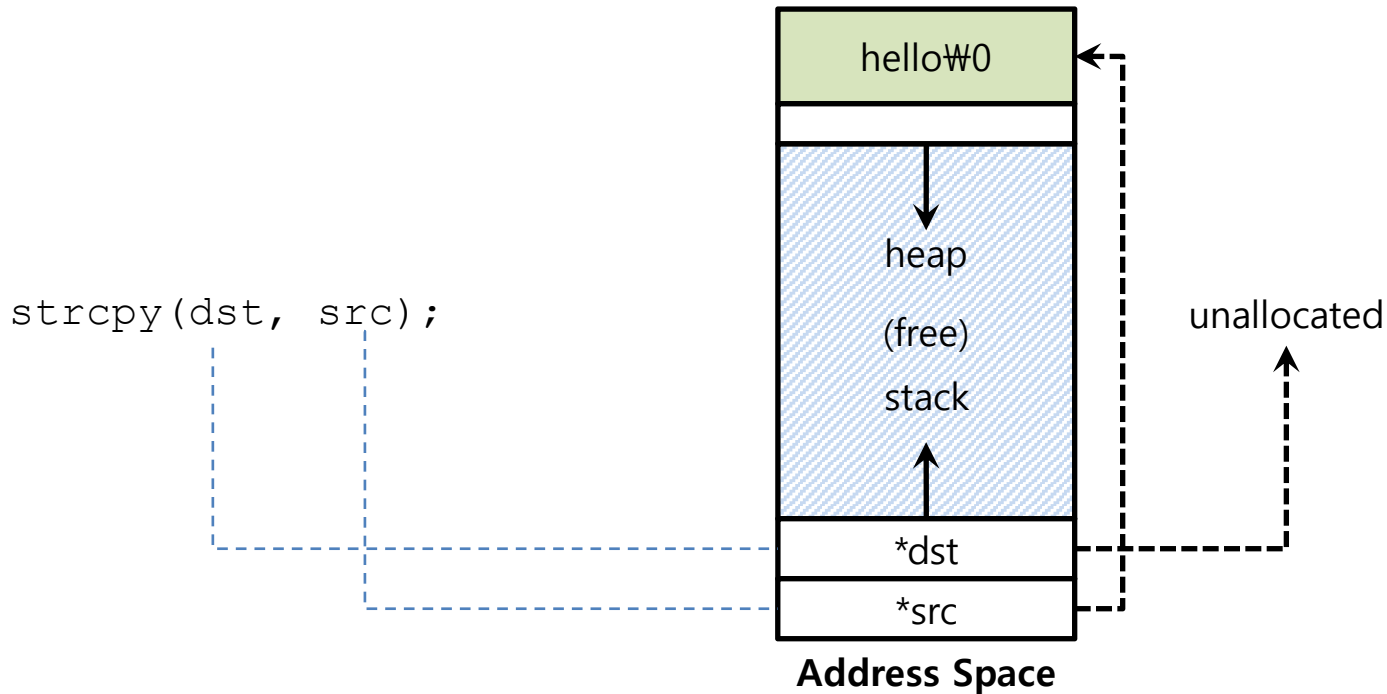 hello₩0
heap
strcpy(dst, src);
(free)
unallocated
stack
*dst
*src
Address Space